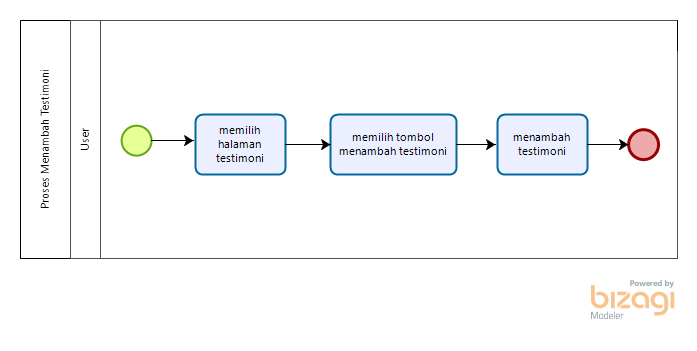 Proses Menambah Testimoni
User
memilih
halaman
testimoni
memilih tombol
menambah testimoni
menambah
testimoni
Powered by
bizagi
Modeler